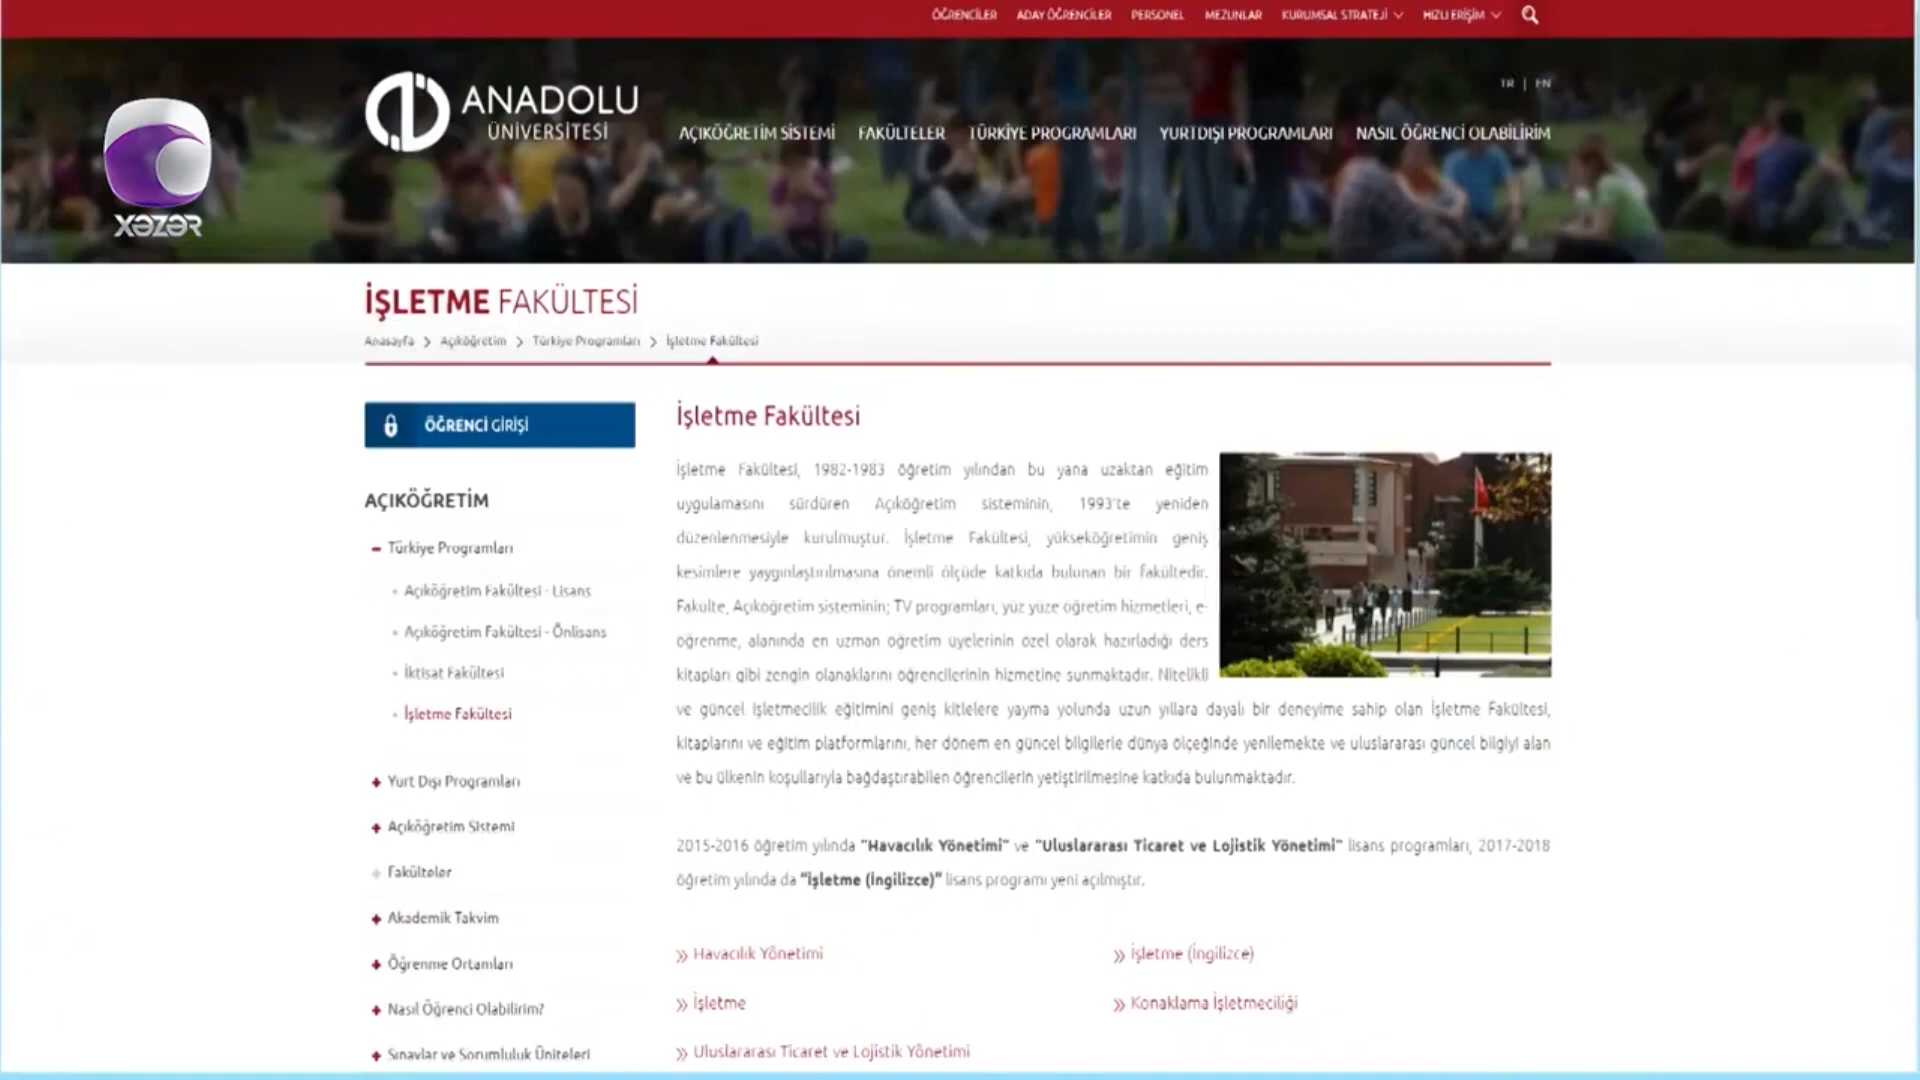 ÖĞRENCİLER ADAY ÖĞRENCİLER PERSONEL MEZUNLAR KURUMSAL STRATEJİ HIZLI ERİŞİM
TR | EN
ANADOLU
ÜNİVERSİTESİ
AÇIKÖĞRETİM SİSTEMİ FAKÜLTELER TÜRKİYE PROGRAMLARI YURTDIŞI PROGRAMLARI NASIL ÖĞRENCİ OLABİLİRİM
XƏZƏR
İŞLETME FAKÜLTESİ
Anasayfa > Açıköğretim > Türkiye Programları > İşletme Fakültesi
ÖĞRENCİ GİRİŞİ
AÇIKÖĞRETİM
Türkiye Programları
Açıköğretim Fakültesi - Lisans
Açıköğretim Fakültesi - Önlisans
İktisat Fakültesi
İşletme Fakültesi
Yurt Dışı Programları
Açıköğretim Sistemi
Fakülteler
Akademik Takvim
Öğrenme Ortamları
Nasıl Öğrenci Olabilirim?
Sınavlar ve Sorumluluk Üniteleri
İşletme Fakültesi
İşletme Fakültesi, 1982-1983 öğretim yılından bu yana uzaktan eğitim
uygulamasını sürdüren Açıköğretim sisteminin, 1993'te yeniden
düzenlenmesiyle kurulmuştur. İşletme Fakültesi, yükseköğretimin geniş
kesimlere yaygınlaştırılmasına önemli ölçüde katkıda bulunan bir fakültedir.
Fakülte, Açıköğretim sisteminin; TV programları, yüz yüze öğretim hizmetleri, e-
öğrenme, alanında en uzman öğretim üyelerinin özel olarak hazırladığı ders
kitapları gibi zengin olanaklarını öğrencilerinin hizmetine sunmaktadır. Nitelikli
ve güncel işletmecilik eğitimini geniş kitlelere yayma yolunda uzun yıllara dayalı bir deneyime sahip olan İşletme Fakültesi,
kitaplarını ve eğitim platformlarını, her dönem en güncel bilgilerle dünya ölçeğinde yenilemekte ve uluslararası güncel bilgiyi alan
ve bu ülkenin koşullarıyla bağdaştırabilen öğrencilerin yetiştirilmesine katkıda bulunmaktadır.
2015-2016 öğretim yılında "Havacılık Yönetimi" ve "Uluslararası Ticaret ve Lojistik Yönetimi" lisans programları, 2017-2018
öğretim yılında da "İşletme (İngilizce)" lisans programı yeni açılmıştır.
» Havacılık Yönetimi
» İşletme (İngilizce)
» İşletme
» Konaklama İşletmeciliği
» Uluslararası Ticaret ve Lojistik Yönetimi